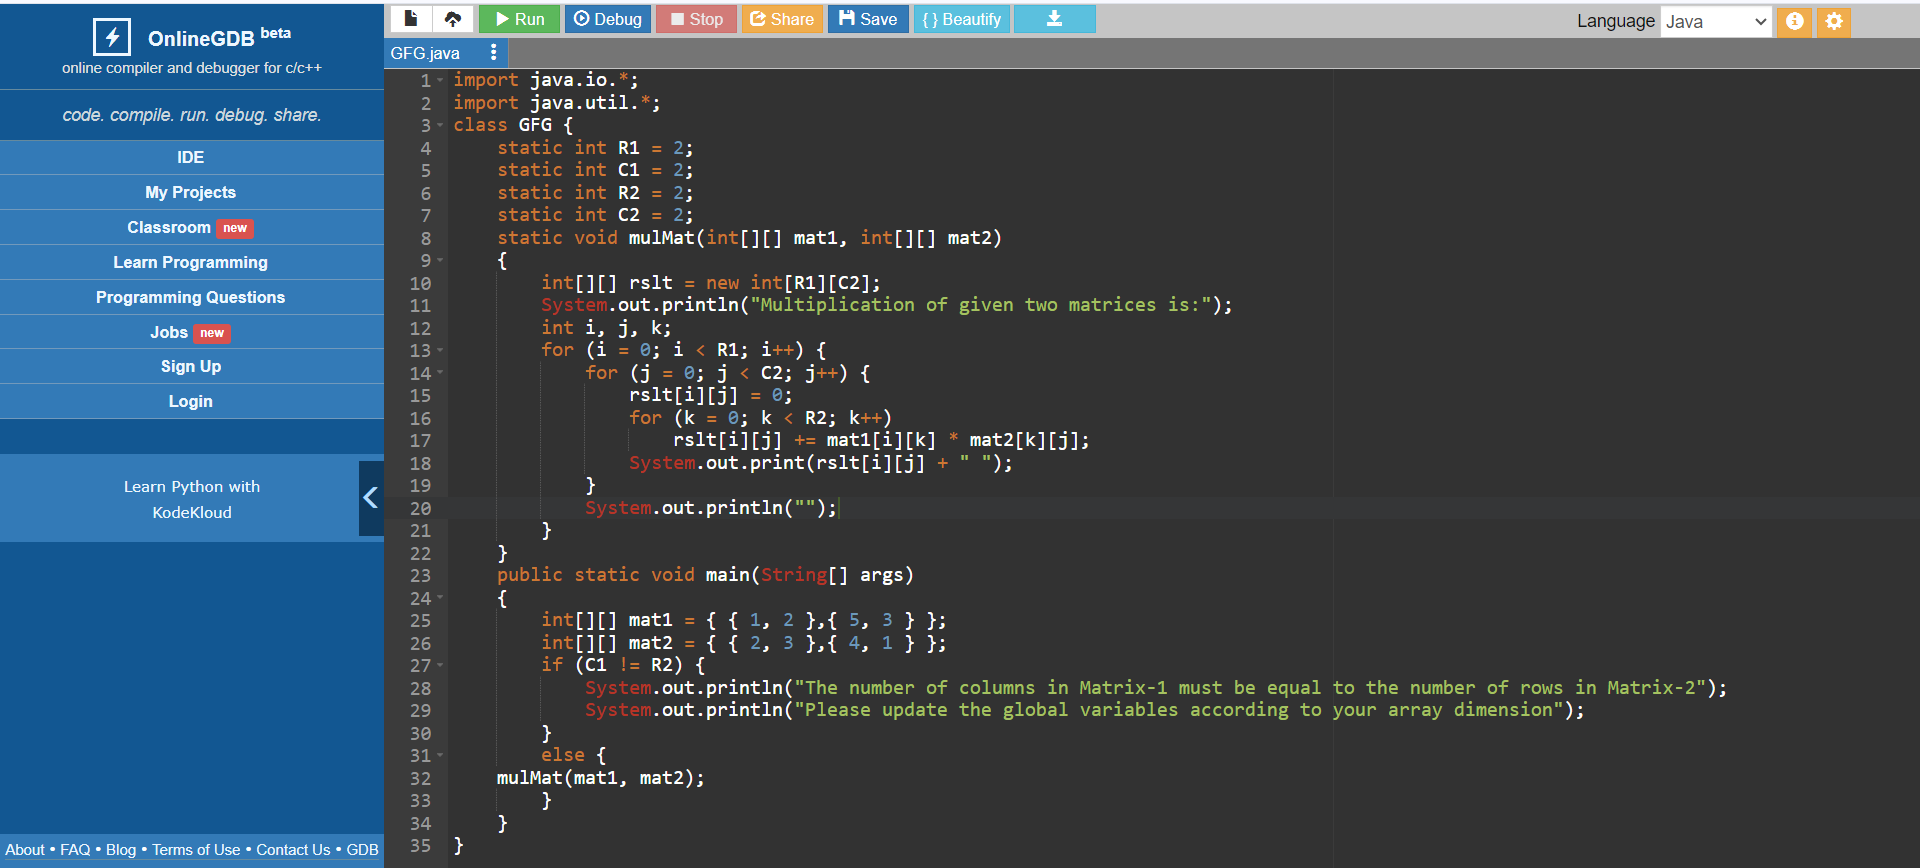 OnlineGDB beta
online compiler and debugger for c/c++
code. compile. run. debug. share.
IDE
My Projects
Classroom new
Learn Programming
Programming Questions
Jobs new
Sign Up
Login
Learn Python with
KodeKloud
About • FAQ • Blog • Terms of Use • Contact Us • GDB
Run Debug Stop Share Save {} Beautify Language Java
GFG.java
1 import java.io.*;
2 import java.util.*;
3 class GFG {
4     static int R1 = 2;
5     static int C1 = 2;
6     static int R2 = 2;
7     static int C2 = 2;
8     static void mulMat(int[][] mat1, int[][] mat2)
9     {
10         int[][] rslt = new int[R1][C2];
11         System.out.println("Multiplication of given two matrices is:");
12         int i, j, k;
13         for (i = 0; i < R1; i++) {
14             for (j = 0; j < C2; j++) {
15                 rslt[i][j] = 0;
16                 for (k = 0; k < R2; k++)
17                     rslt[i][j] += mat1[i][k] * mat2[k][j];
18                 System.out.print(rslt[i][j] + " ");
19             }
20             System.out.println("");
21         }
22     }
23     public static void main(String[] args)
24     {
25         int[][] mat1 = { { 1, 2 },{ 5, 3 } };
26         int[][] mat2 = { { 2, 3 },{ 4, 1 } };
27         if (C1 != R2) {
28             System.out.println("The number of columns in Matrix-1 must be equal to the number of rows in Matrix-2");
29             System.out.println("Please update the global variables according to your array dimension");
30         }
31         else {
32     mulMat(mat1, mat2);
33         }
34     }
35 }